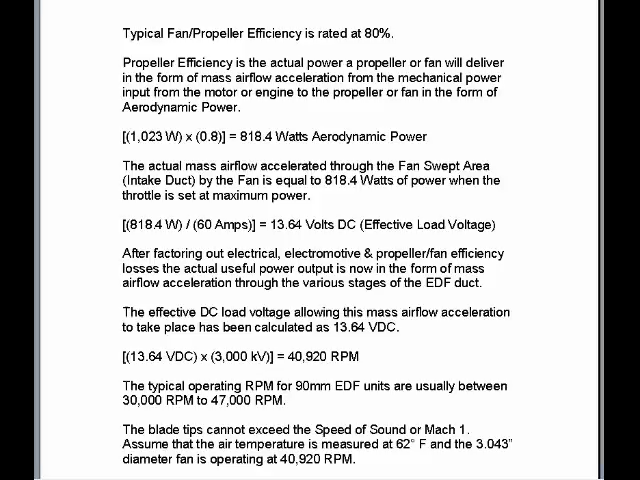 Typical Fan/Propeller Efficiency is rated at 80%.
Propeller Efficiency is the actual power a propeller or fan will deliver
in the form of mass airflow acceleration from the mechanical power
input from the motor or engine to the propeller or fan in the form of
Aerodynamic Power.
[(1,023 W) x (0.8)] = 818.4 Watts Aerodynamic Power
The actual mass airflow accelerated through the Fan Swept Area
(Intake Duct) by the Fan is equal to 818.4 Watts of power when the
throttle is set at maximum power.
[(818.4 W) / (60 Amps)] = 13.64 Volts DC (Effective Load Voltage)
After factoring out electrical, electromotive & propeller/fan efficiency
losses the actual useful power output is now in the form of mass
airflow acceleration through the various stages of the EDF duct.
The effective DC load voltage allowing this mass airflow acceleration
to take place has been calculated as 13.64 VDC.
[(13.64 VDC) x (3,000 kV)] = 40,920 RPM
The typical operating RPM for 90mm EDF units are usually between
30,000 RPM to 47,000 RPM.
The blade tips cannot exceed the Speed of Sound or Mach 1.
Assume that the air temperature is measured at 62° F and the 3.043"
diameter fan is operating at 40,920 RPM.